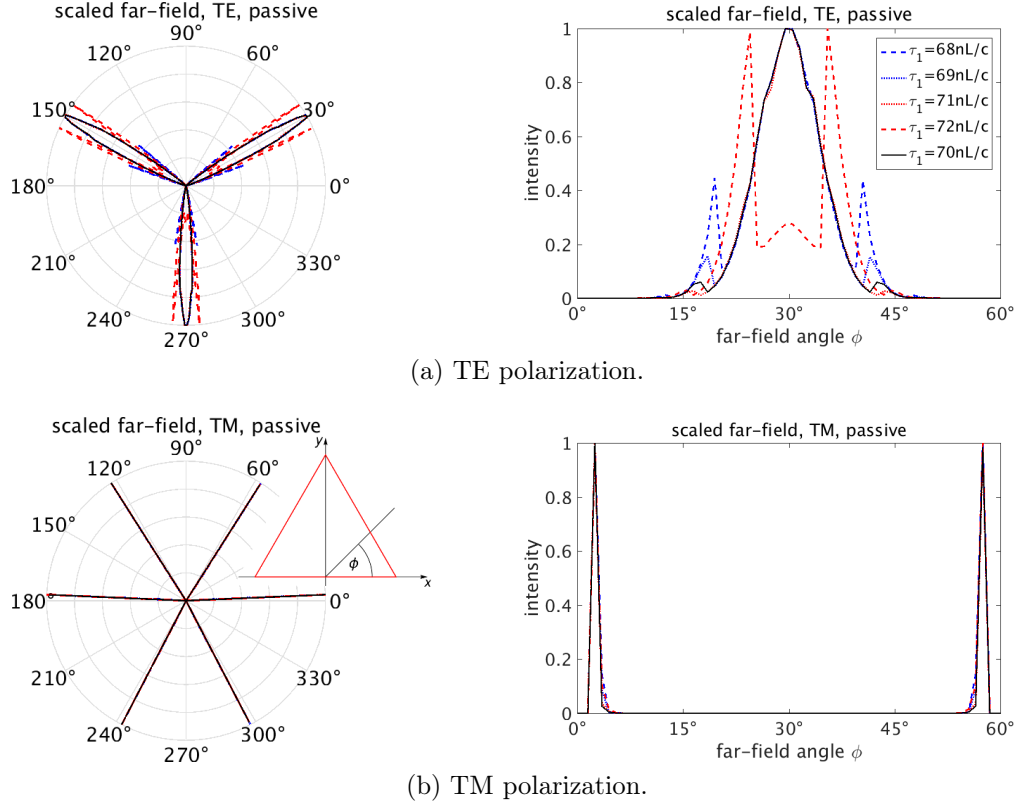 scaled far-field, TE, passive
90°
120°
60°
150°
30°
180°
0°
210°
330°
240°
300°
270°
scaled far-field, TE, passive
1
0.8
0.6
0.4
0.2
0
intensity
τ1=68nL/c
τ1=69nL/c
τ1=71nL/c
τ1=72nL/c
τ1=70nL/c
0°
15°
30°
45°
60°
far-field angle ϕ
(a) TE polarization.
scaled far-field, TM, passive
90°
120°
60°
150°
180°
0°
210°
330°
240°
300°
270°
y
x
ϕ
scaled far-field, TM, passive
1
0.8
0.6
0.4
0.2
0
intensity
0°
15°
30°
45°
60°
far-field angle ϕ
(b) TM polarization.